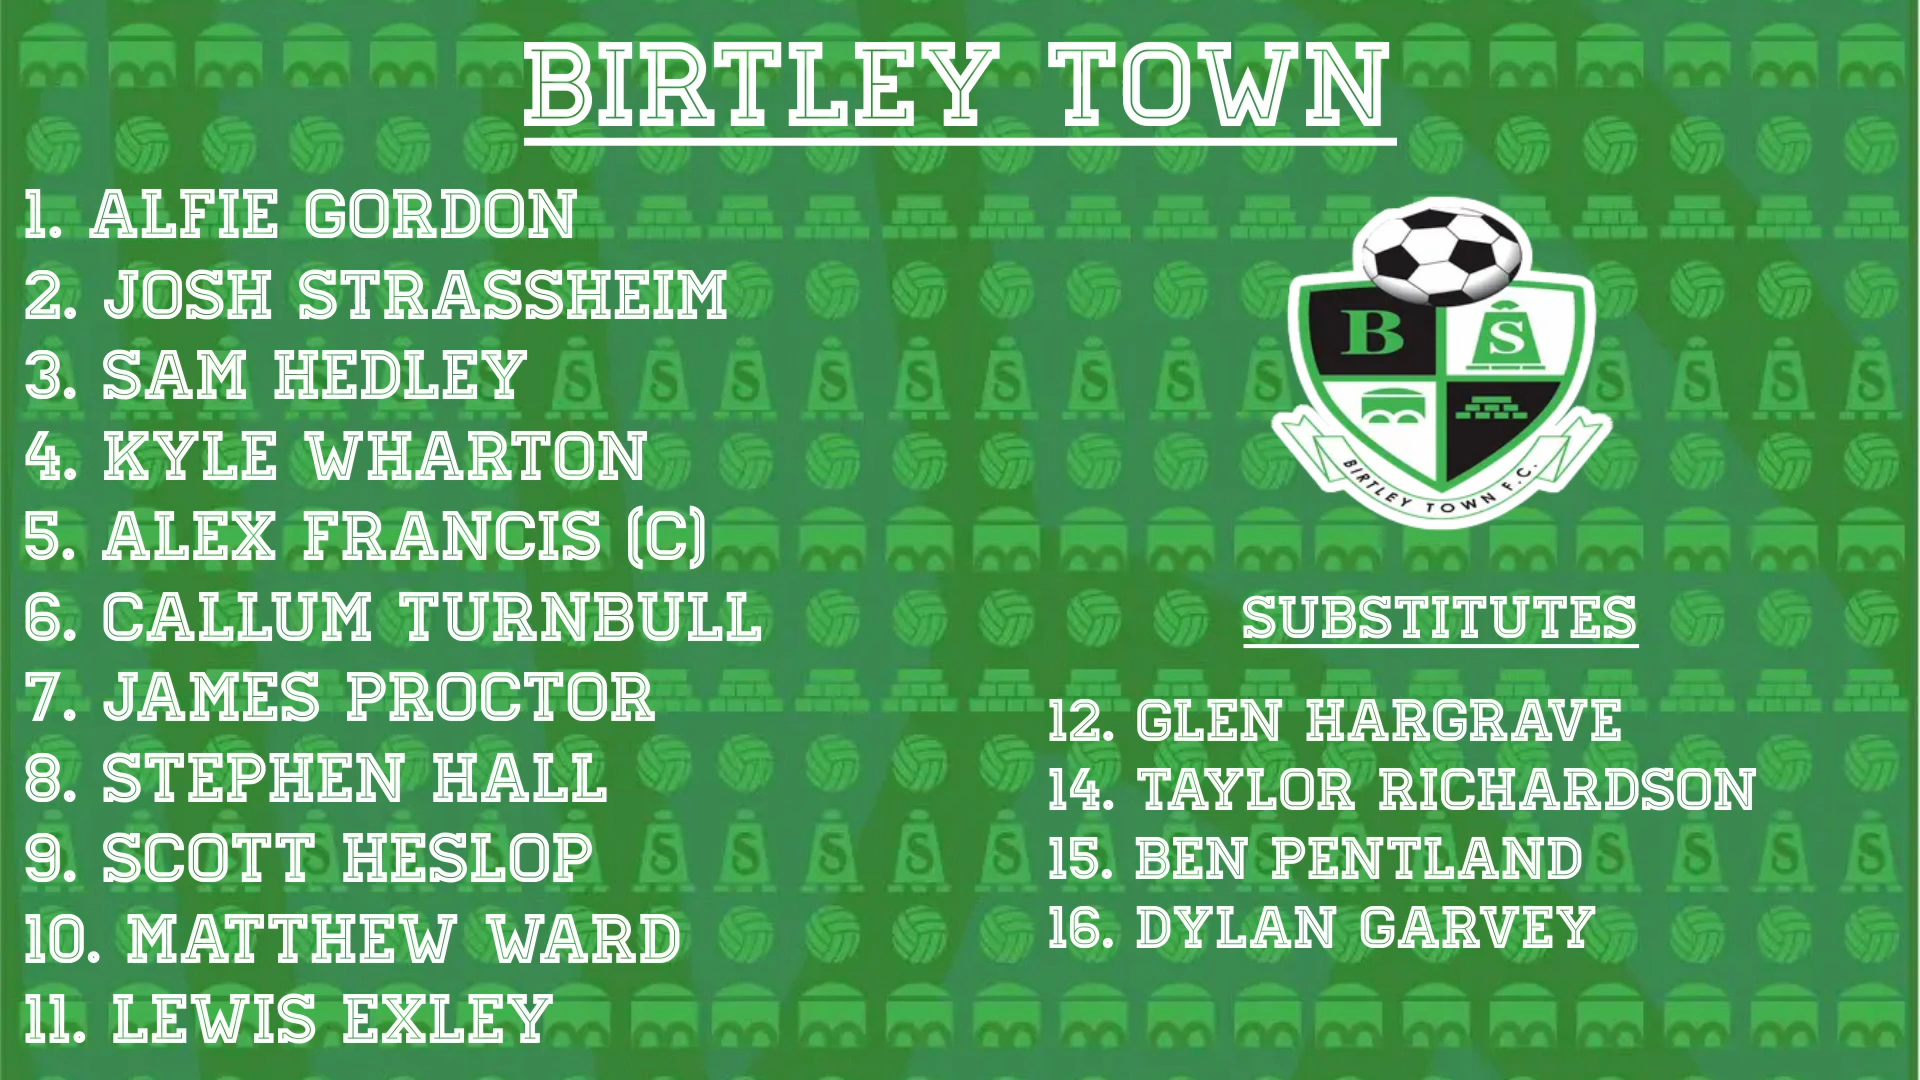 BIRTLEY TOWN
1. ALFIE GORDON
2. JOSH STRASSHEIM
3. SAM HEDLEY
4. KYLE WHARTON
5. ALEX FRANCIS (C)
6. CALLUM TURNBULL
7. JAMES PROCTOR
8. STEPHEN HALL
9. SCOTT HESLOP
10. MATTHEW WARD
11. LEWIS EXLEY
B S
BIRTLEY TOWN F.C.
SUBSTITUTES
12. GLEN HARGRAVE
14. TAYLOR RICHARDSON
15. BEN PENTLAND
16. DYLAN GARVEY